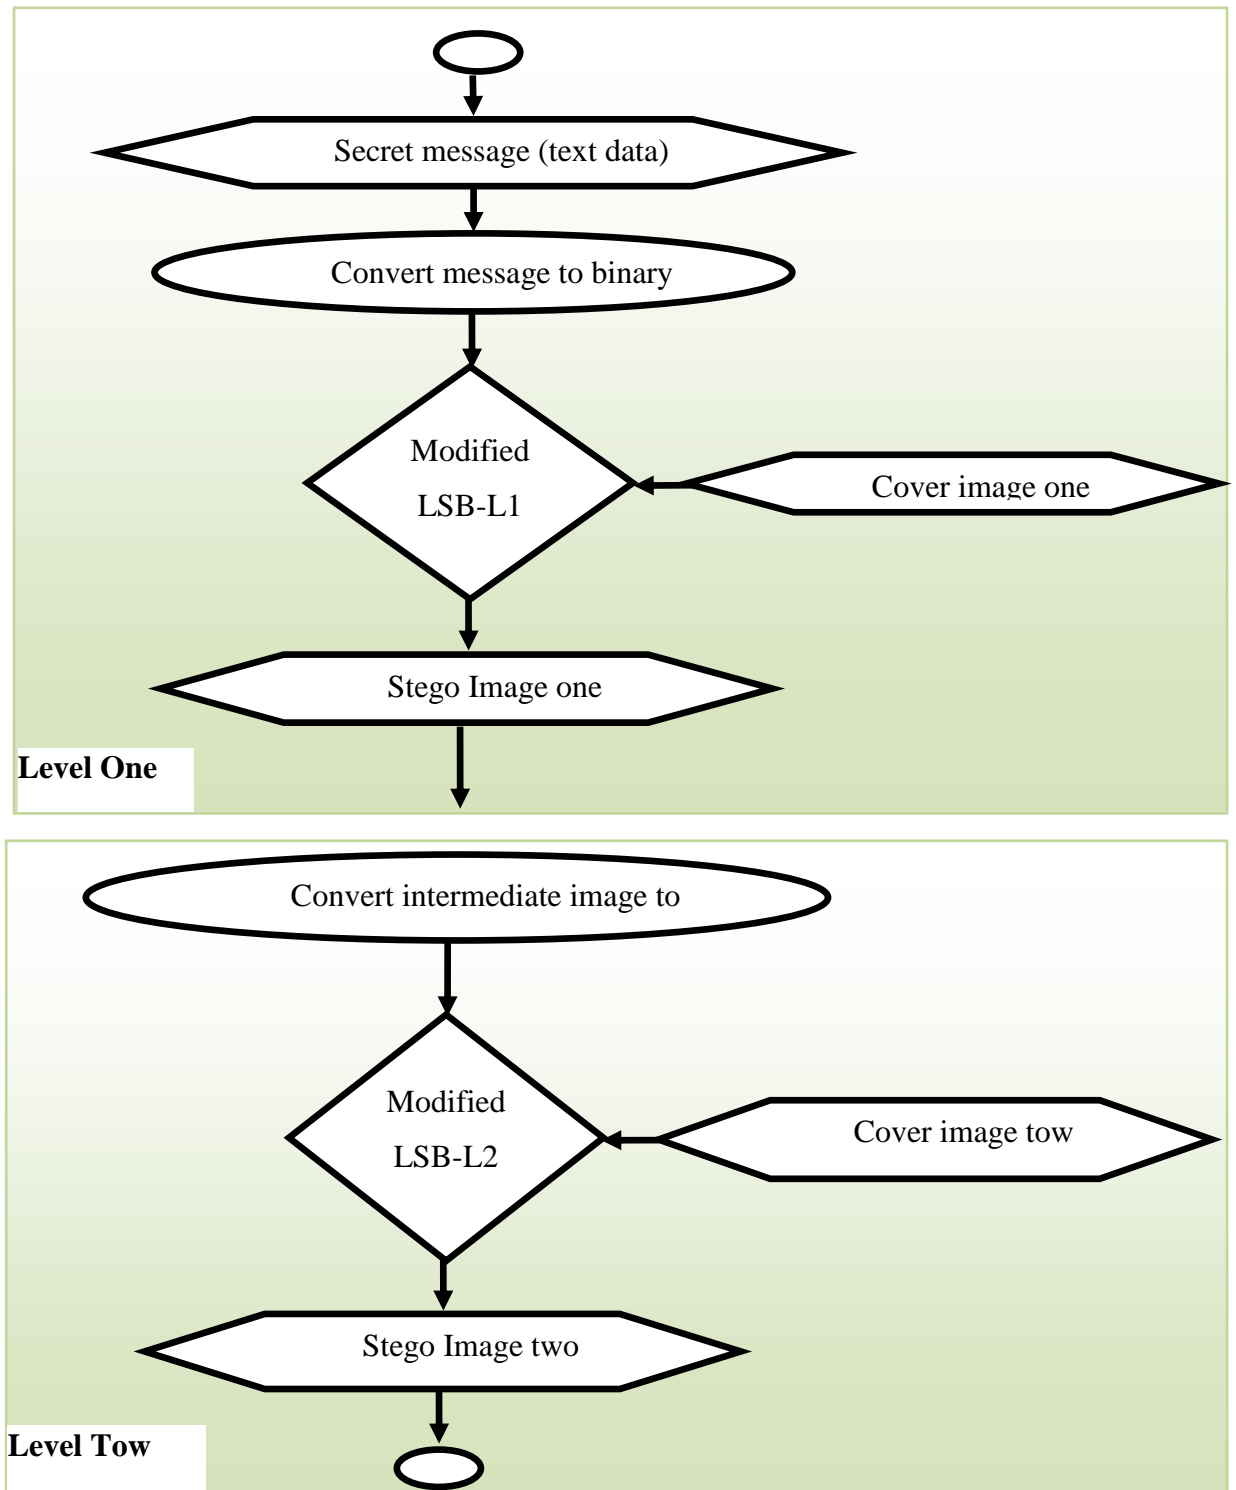 Secret message (text data)
Convert message to binary
Modified
LSB-L1
Cover image one
Stego Image one
Level One
Convert intermediate image to
Modified
LSB-L2
Cover image tow
Stego Image two
Level Tow